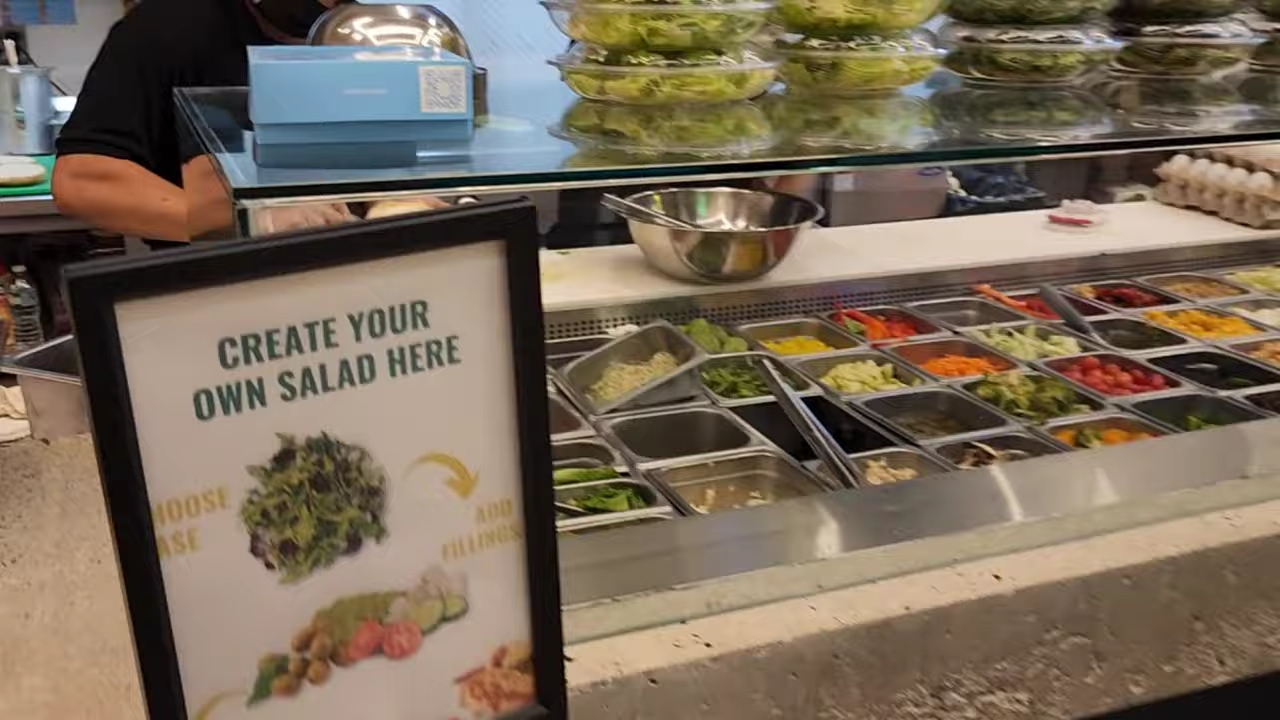 CREATE YOUR
OWN SALAD HERE
HOOSE
ASE
ADD
FILLINGS